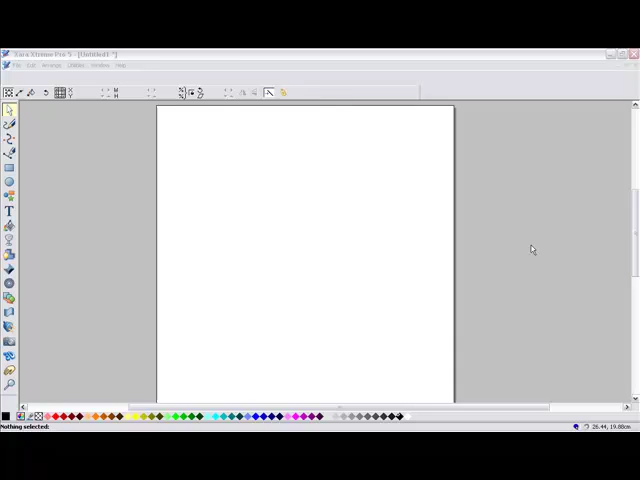 Xara Xtreme Pro 5 - [Untitled1 *]
File Edit Arrange Utilities Window Help
X
Y
W
H
T
Nothing selected:
26.44, 19.88cm